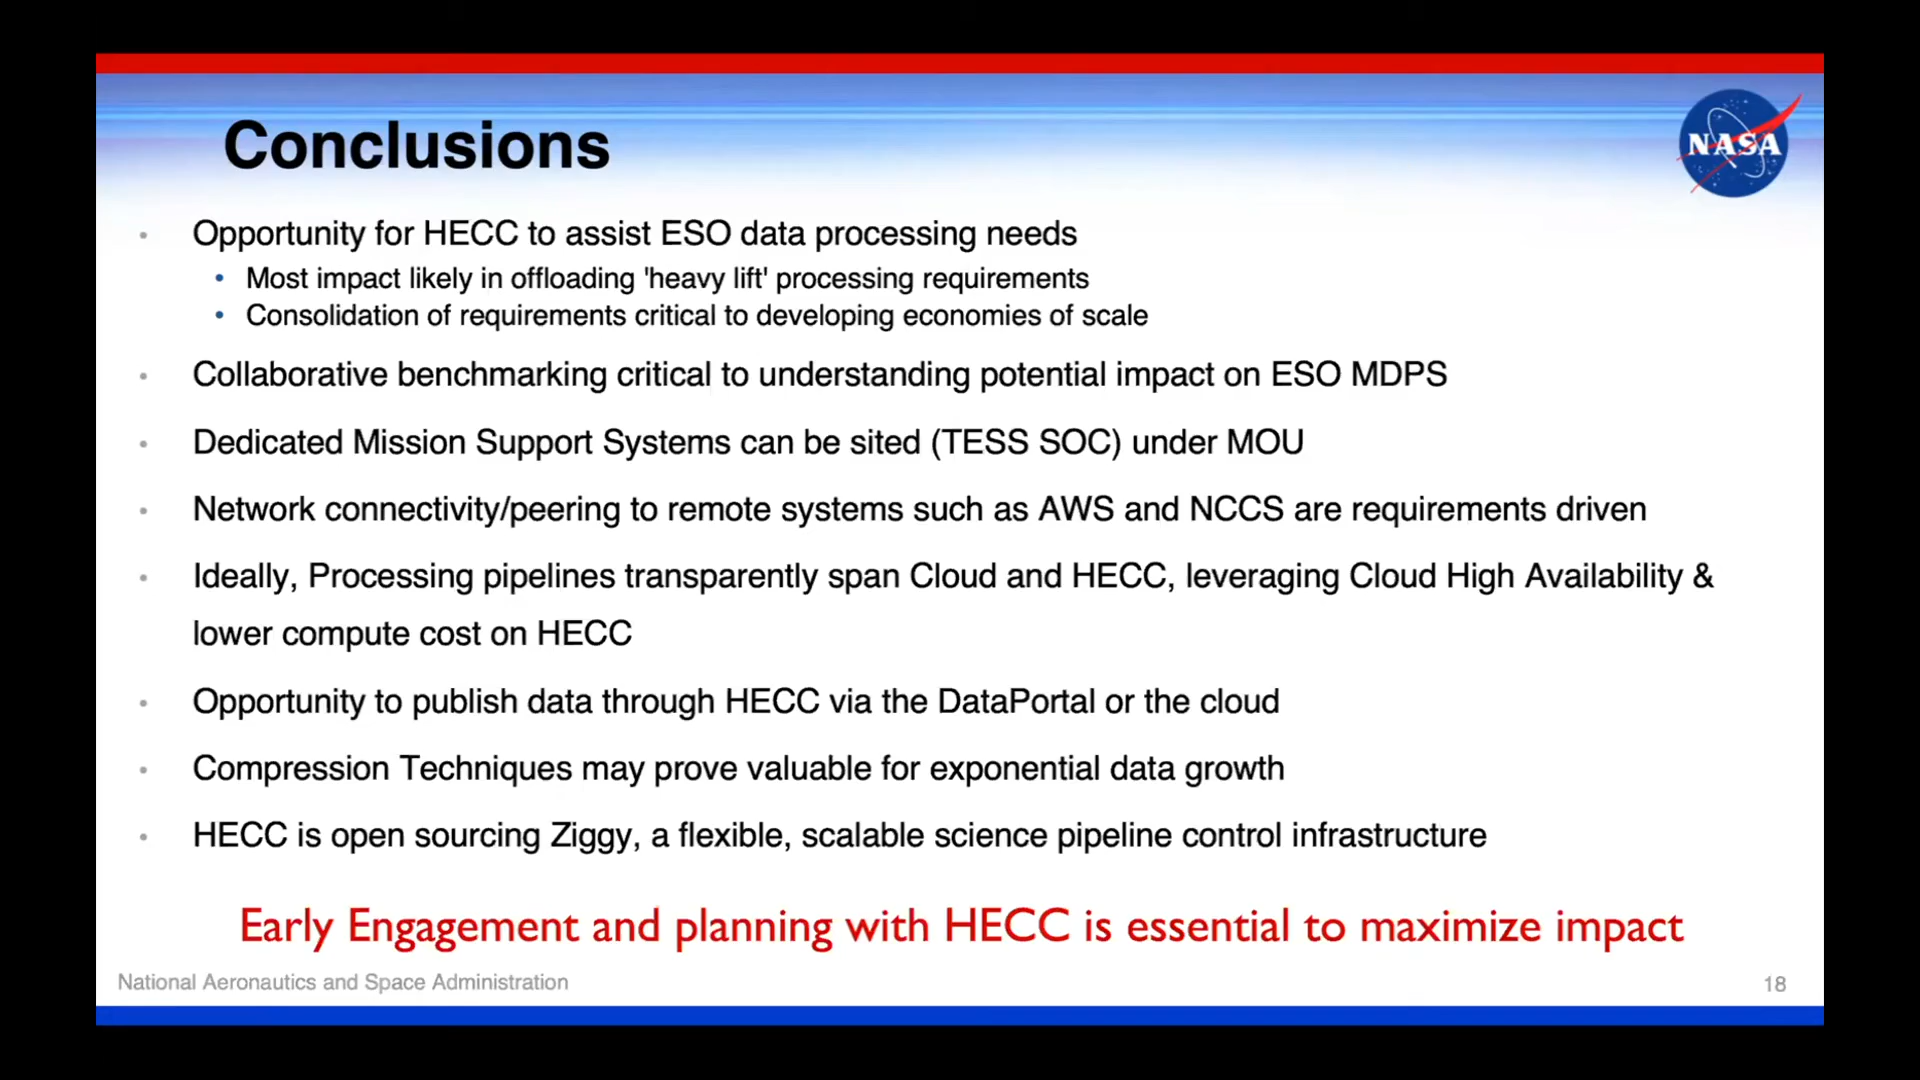 Conclusions
NASA
Opportunity for HECC to assist ESO data processing needs
Most impact likely in offloading 'heavy lift' processing requirements
Consolidation of requirements critical to developing economies of scale
Collaborative benchmarking critical to understanding potential impact on ESO MDPS
Dedicated Mission Support Systems can be sited (TESS SOC) under MOU
Network connectivity/peering to remote systems such as AWS and NCCS are requirements driven
Ideally, Processing pipelines transparently span Cloud and HECC, leveraging Cloud High Availability &
lower compute cost on HECC
Opportunity to publish data through HECC via the DataPortal or the cloud
Compression Techniques may prove valuable for exponential data growth
HECC is open sourcing Ziggy, a flexible, scalable science pipeline control infrastructure
Early Engagement and planning with HECC is essential to maximize impact
National Aeronautics and Space Administration
18